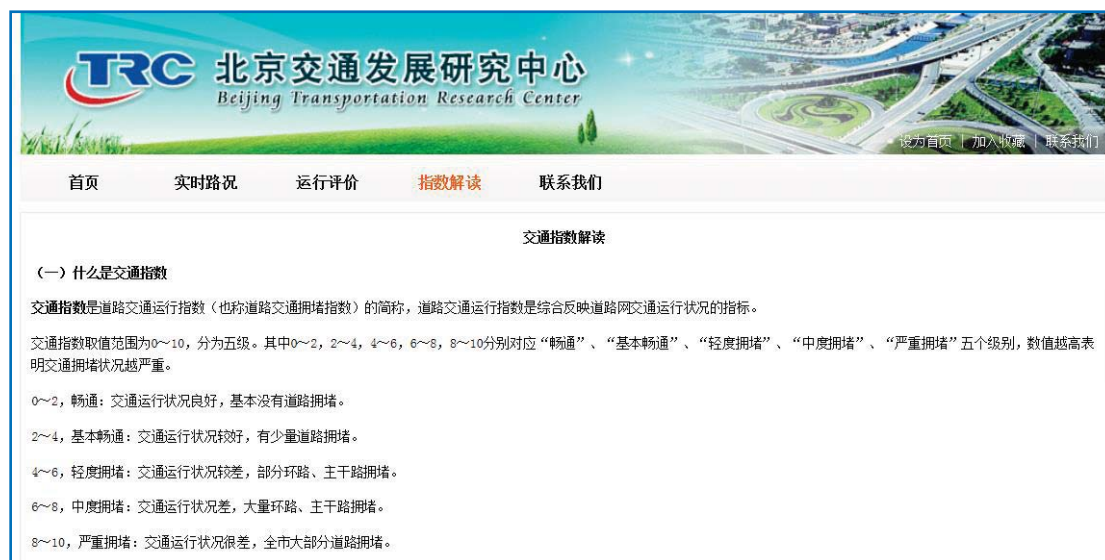 TRC 北京交通发展研究中心
Beijing Transportation Research Center
设为首页 | 加入收藏 | 联系我们
首页 实时路况 运行评价 指数解读 联系我们
交通指数解读
（一）什么是交通指数
交通指数是道路交通运行指数（也称道路交通拥堵指数）的简称，道路交通运行指数是综合反映道路网交通运行状况的指标。
交通指数取值范围为0～10，分为五级。其中0～2，2～4，4～6，6～8，8～10分别对应“畅通”、“基本畅通”、“轻度拥堵”、“中度拥堵”、“严重拥堵”五个级别，数值越高表
明交通拥堵状况越严重。
0～2，畅通：交通运行状况良好，基本没有道路拥堵。
2～4，基本畅通：交通运行状况较好，有少量道路拥堵。
4～6，轻度拥堵：交通运行状况较差，部分环路、主干路拥堵。
6～8，中度拥堵：交通运行状况差，大量环路、主干路拥堵。
8～10，严重拥堵：交通运行状况很差，全市大部分道路拥堵。